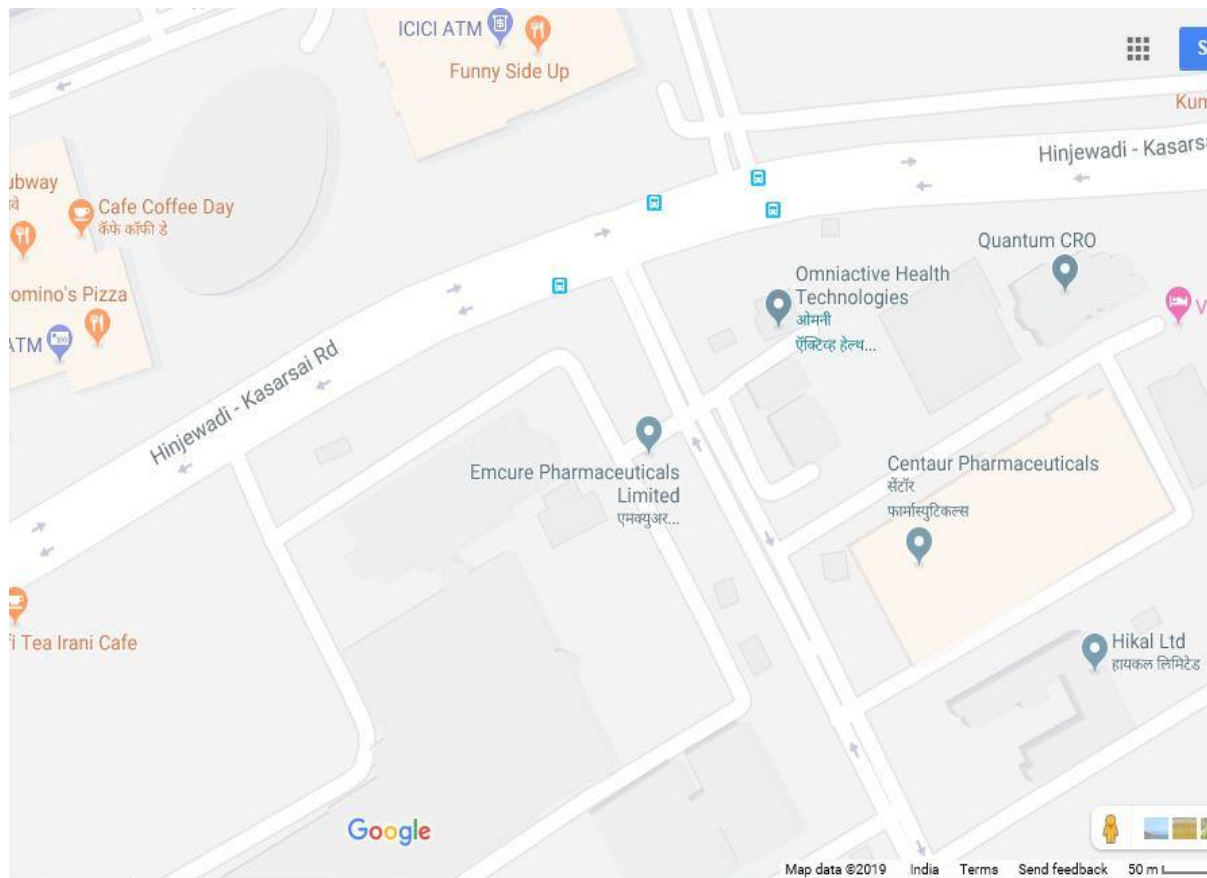 ICICI ATM
Funny Side Up
S
Kum
Hinjewadi - Kasarsa
ubway
वे
Cafe Coffee Day
कॅफे कॉफी डे
Quantum CRO
Omniactive Health
Technologies
ओमनी
ऍक्टिव्ह हेल्थ...
omino's Pizza
ATM
V
Hinjewadi - Kasarsai Rd
Emcure Pharmaceuticals
Limited
एमक्युअर...
Centaur Pharmaceuticals
सेंटॉर
फार्मास्युटिकल्स
fi Tea Irani Cafe
Hikal Ltd
हायकल लिमिटेड
Google
Map data ©2019 India Terms Send feedback 50 m